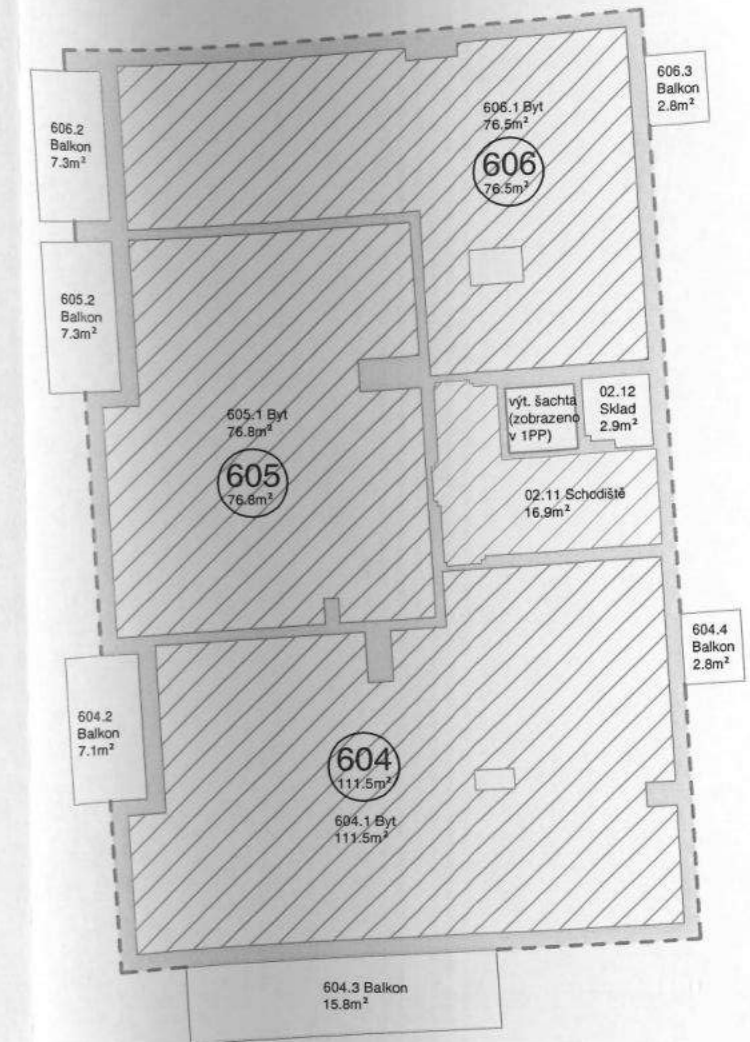 606.3
Balkon
2.8m²
606.1 Byt
76.5m²
606
76.5m²
606.2
Balkon
7.3m²
605.2
Balkon
7.3m²
605.1 Byt
76.8m²
605
76.8m²
výt. šachta
(zobrazeno
v 1PP)
02.12
Sklad
2.9m²
02.11 Schodiště
16.9m²
604.4
Balkon
2.8m²
604.2
Balkon
7.1m²
604
111.5m²
604.1 Byt
111.5m²
604.3 Balkon
15.8m²